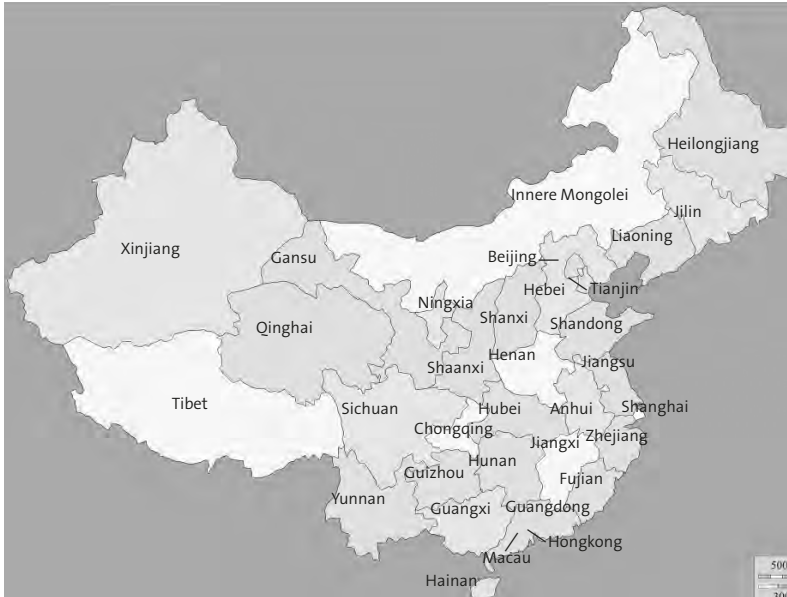 Heilongjiang
Innere Mongolei
Jilin
Liaoning
Xinjiang
Gansu
Beijing
Hebei
Tianjin
Ningxia
Shanxi
Qinghai
Shandong
Henan
Jiangsu
Shaanxi
Tibet
Sichuan
Hubei
Anhui
Shanghai
Chongqing
Jiangxi
Zhejiang
Hunan
Guizhou
Fujian
Yunnan
Guangxi
Guangdong
Hongkong
Macau
Hainan
500